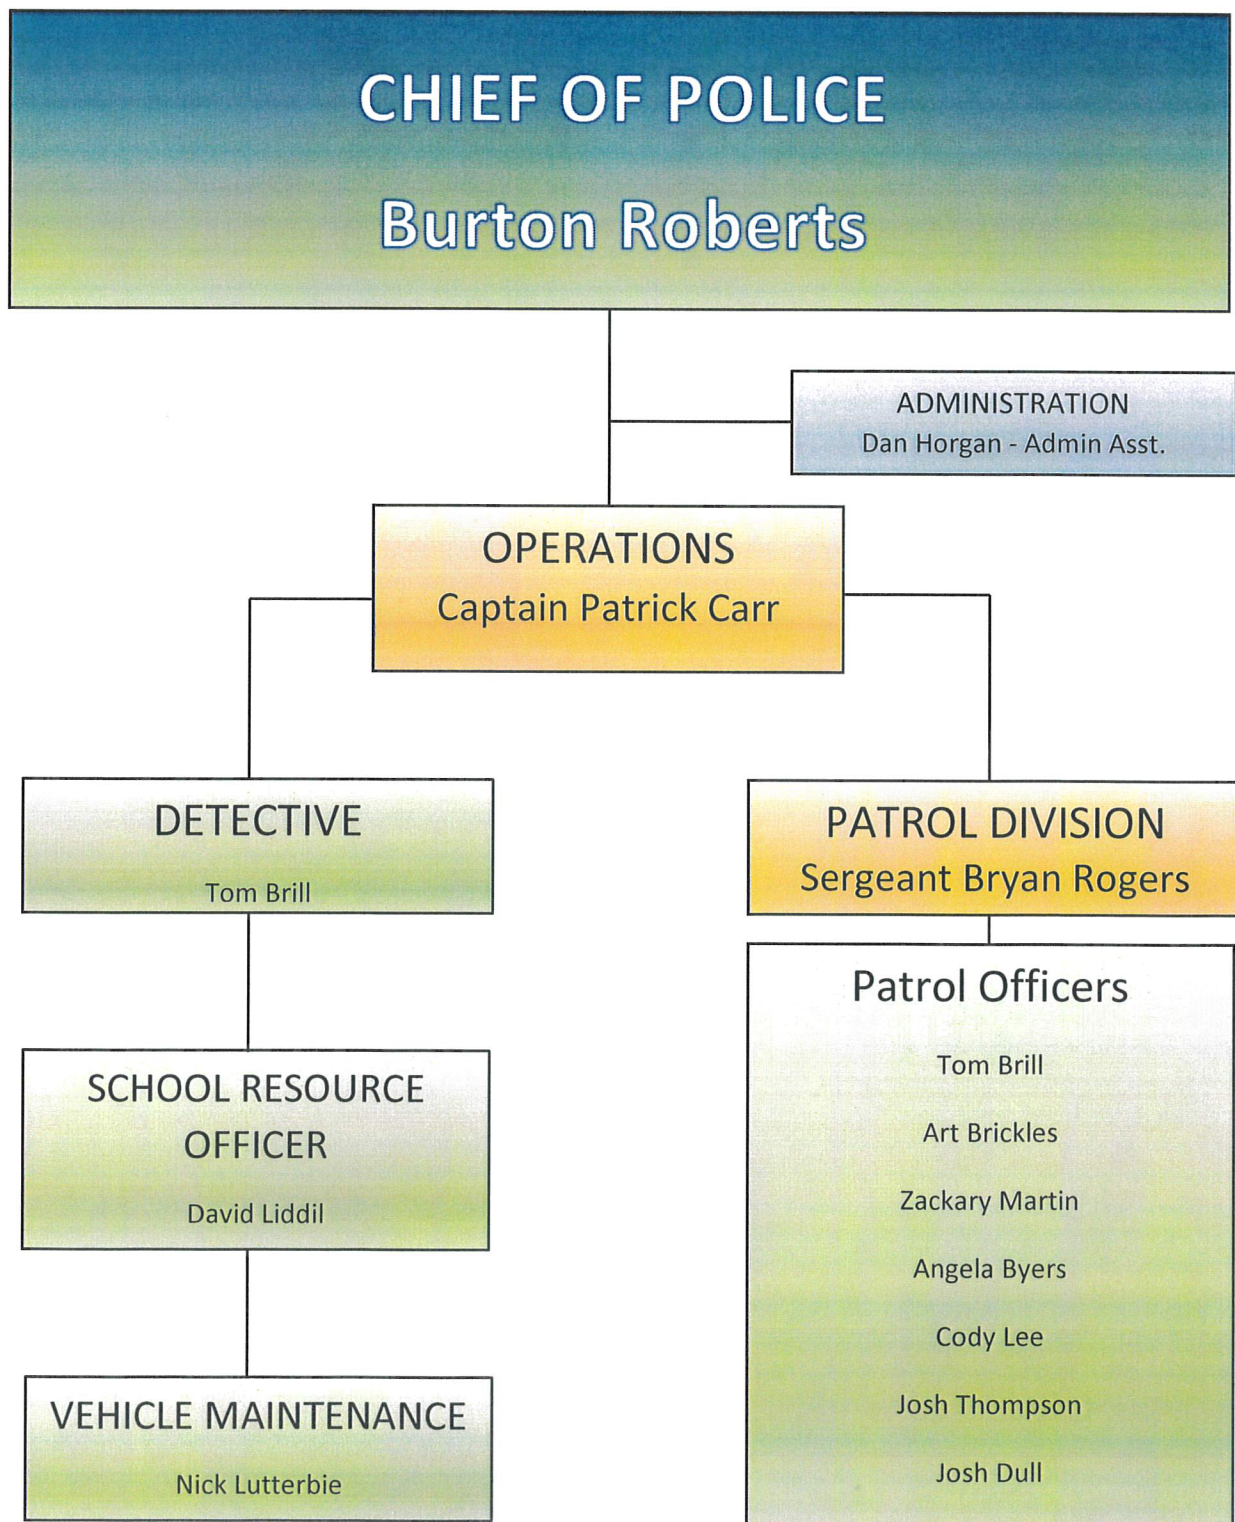 CHIEF OF POLICE
Burton Roberts
ADMINISTRATION
Dan Horgan - Admin Asst.
OPERATIONS
Captain Patrick Carr
DETECTIVE
Tom Brill
PATROL DIVISION
Sergeant Bryan Rogers
SCHOOL RESOURCE
OFFICER
David Liddil
VEHICLE MAINTENANCE
Nick Lutterbie
Patrol Officers
Tom Brill
Art Brickles
Zackary Martin
Angela Byers
Cody Lee
Josh Thompson
Josh Dull